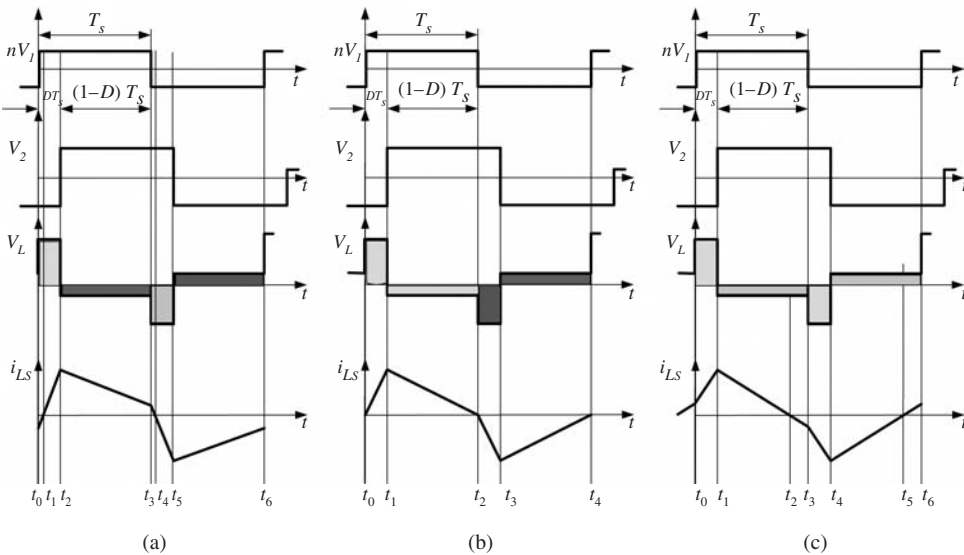 T_s T_s T_s
nV_1 t nV_1 t nV_1 t
DT_s (1–D) T_s DT_s (1–D) T_s DT_s (1–D) T_s
V_2 t V_2 t V_2 t
V_L t V_L t V_L t
i_LS t i_LS t i_LS t
t_0 t_1 t_2 t_3 t_4 t_5 t_6 t_0 t_1 t_2 t_3 t_4 t_0 t_1 t_2 t_3 t_4 t_5 t_6
(a) (b) (c)